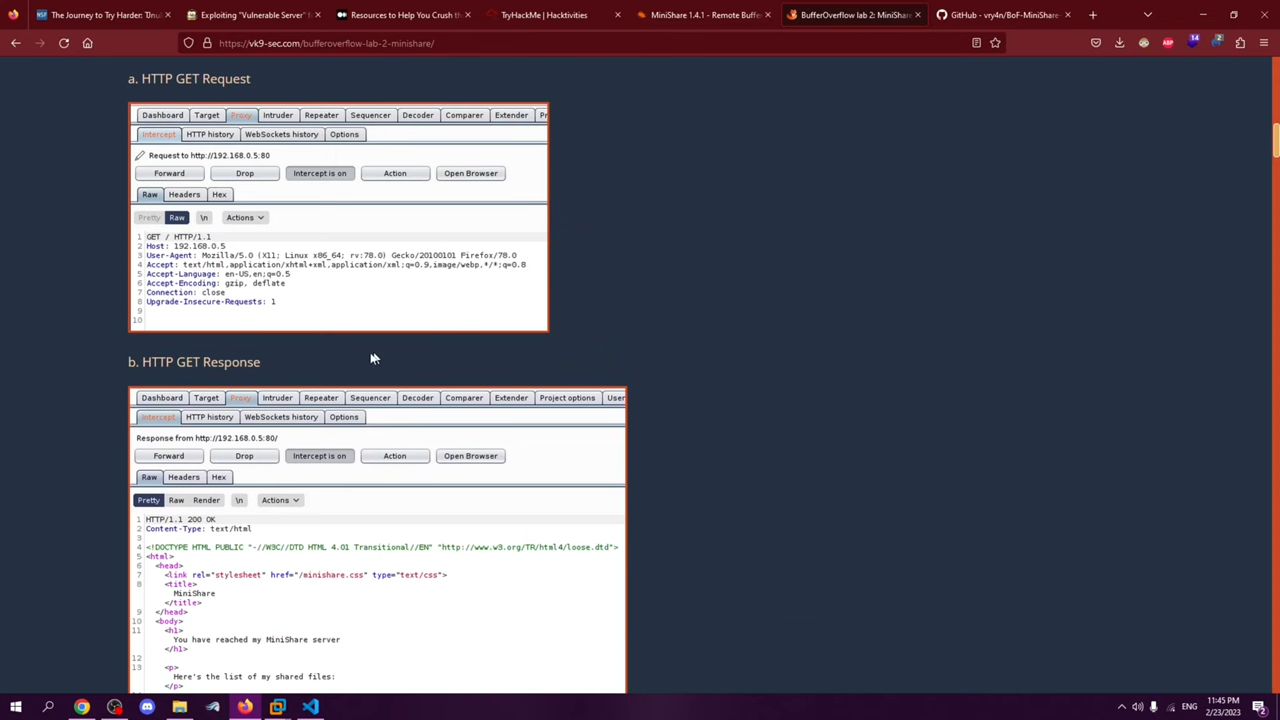 The Journey to Try Harder: TJnull
Exploiting "Vulnerable Server" f
Resources to Help You Crush th
TryHackMe | Hacktivities
MiniShare 1.4.1 - Remote Buffe
BufferOverflow lab 2: MiniShare
GitHub - vry4n/BoF-MiniShare-
https://vk9-sec.com/bufferoverflow-lab-2-minishare/
14
2
a. HTTP GET Request
Dashboard Target Proxy Intruder Repeater Sequencer Decoder Comparer Extender Pr
Intercept HTTP history WebSockets history Options
Request to http://192.168.0.5:80
Forward Drop Intercept is on Action Open Browser
Raw Headers Hex
Pretty Raw \n Actions
1 GET / HTTP/1.1
2 Host: 192.168.0.5
3 User-Agent: Mozilla/5.0 (X11; Linux x86_64; rv:78.0) Gecko/20100101 Firefox/78.0
4 Accept: text/html,application/xhtml+xml,application/xml;q=0.9,image/webp,*/*;q=0.8
5 Accept-Language: en-US,en;q=0.5
6 Accept-Encoding: gzip, deflate
7 Connection: close
8 Upgrade-Insecure-Requests: 1
9
10
b. HTTP GET Response
Dashboard Target Proxy Intruder Repeater Sequencer Decoder Comparer Extender Project options User
Intercept HTTP history WebSockets history Options
Response from http://192.168.0.5:80/
Forward Drop Intercept is on Action Open Browser
Raw Headers Hex
Pretty Raw Render \n Actions
1 HTTP/1.1 200 OK
2 Content-Type: text/html
3
4 <!DOCTYPE HTML PUBLIC "-//W3C//DTD HTML 4.01 Transitional//EN" "http://www.w3.org/TR/html4/loose.dtd">
5 <html>
6 <head>
7 <link rel="stylesheet" href="/minishare.css" type="text/css">
8 <title>
MiniShare
</title>
9 </head>
10 <body>
11 <h1>
You have reached my MiniShare server
</h1>
12
13 <p>
Here's the list of my shared files:
</p>
ENG
11:45 PM
2/23/2023
2